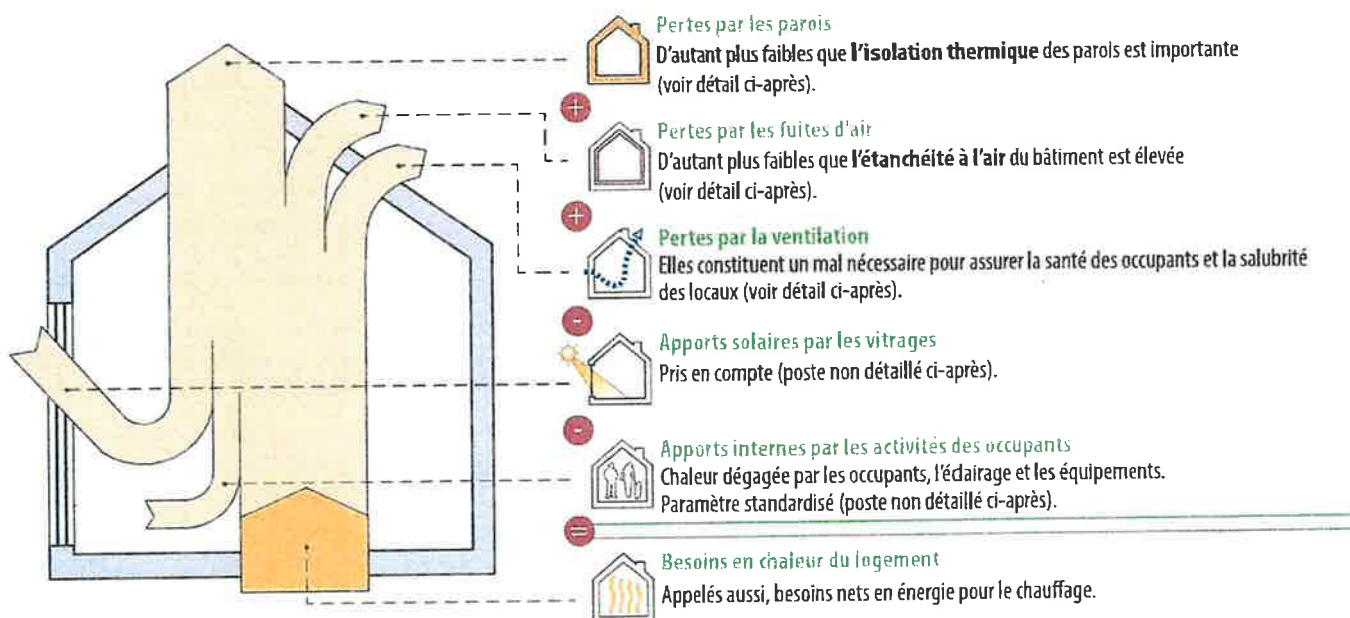 Pertes par les parois
D'autant plus faibles que l'isolation thermique des parois est importante
(voir détail ci-après).
+
Pertes par les fuites d'air
D'autant plus faibles que l'étanchéité à l'air du bâtiment est élevée
(voir détail ci-après).
+
Pertes par la ventilation
Elles constituent un mal nécessaire pour assurer la santé des occupants et la salubrité
des locaux (voir détail ci-après).
-
Apports solaires par les vitrages
Pris en compte (poste non détaillé ci-après).
-
Apports internes par les activités des occupants
Chaleur dégagée par les occupants, l'éclairage et les équipements.
Paramètre standardisé (poste non détaillé ci-après).
=
Besoins en chaleur du logement
Appelés aussi, besoins nets en énergie pour le chauffage.